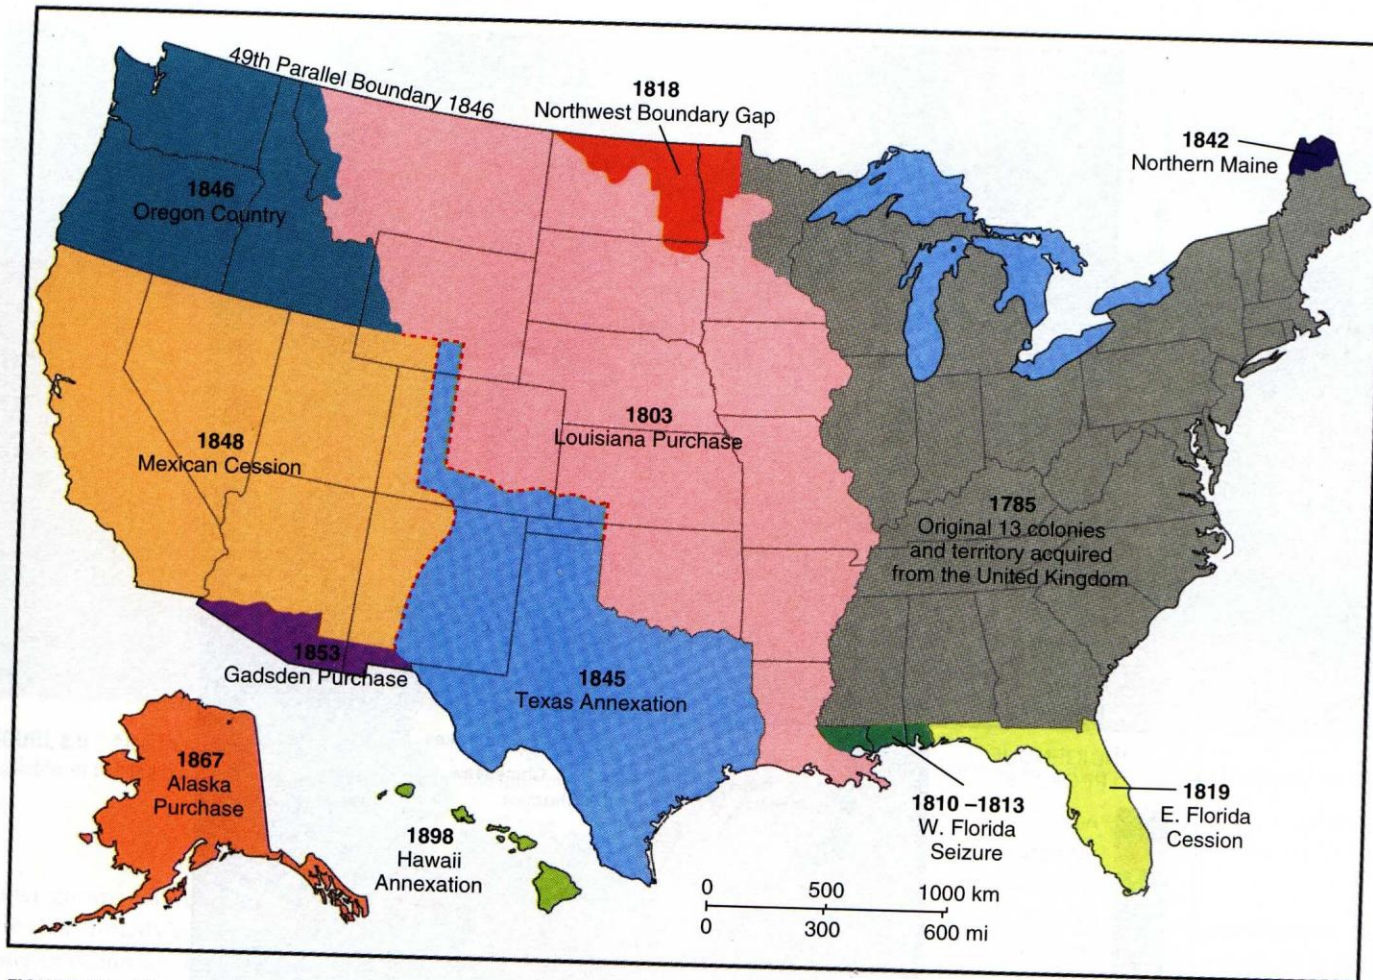 49th Parallel Boundary 1846
1818
Northwest Boundary Gap
1842
Northern Maine
1846
Oregon Country
1803
Louisiana Purchase
1848
Mexican Cession
1785
Original 13 colonies
and territory acquired
from the United Kingdom
1853
Gadsden Purchase
1845
Texas Annexation
1867
Alaska
Purchase
1898
Hawaii
Annexation
1810 –1813
W. Florida
Seizure
1819
E. Florida
Cession
0 500 1000 km
0 300 600 mi